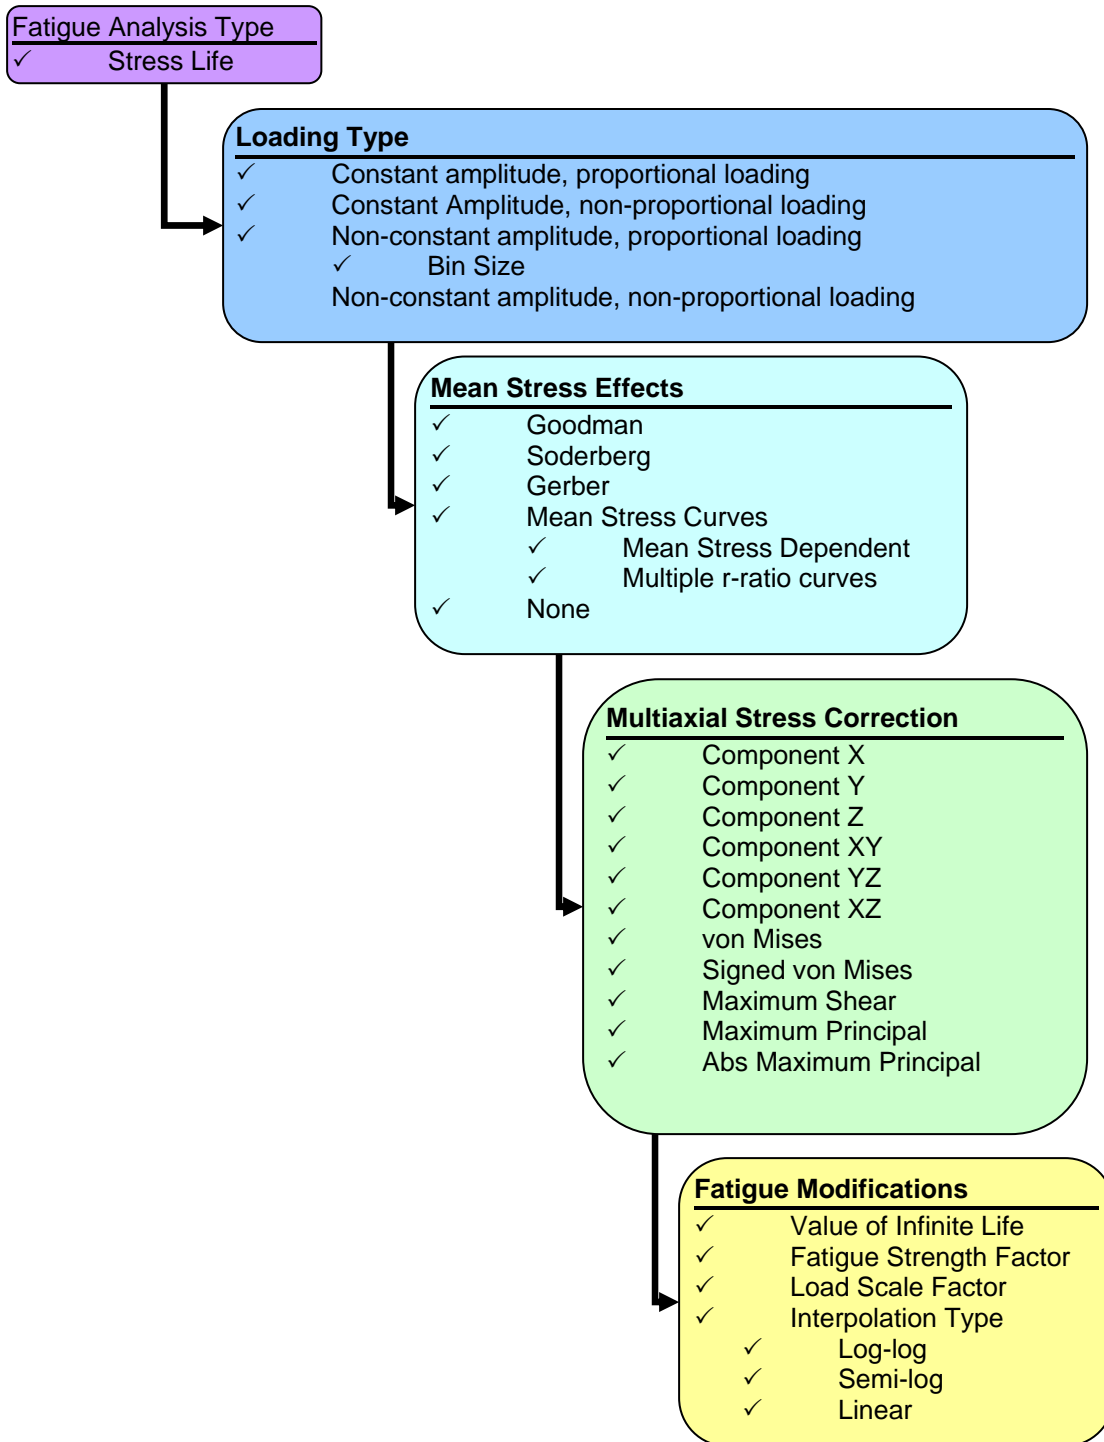 Fatigue Analysis Type
✓ Stress Life
Loading Type
✓ Constant amplitude, proportional loading
✓ Constant Amplitude, non-proportional loading
✓ Non-constant amplitude, proportional loading
✓ Bin Size
Non-constant amplitude, non-proportional loading
Mean Stress Effects
✓ Goodman
✓ Soderberg
✓ Gerber
✓ Mean Stress Curves
✓ Mean Stress Dependent
✓ Multiple r-ratio curves
✓ None
Multiaxial Stress Correction
✓ Component X
✓ Component Y
✓ Component Z
✓ Component XY
✓ Component YZ
✓ Component XZ
✓ von Mises
✓ Signed von Mises
✓ Maximum Shear
✓ Maximum Principal
✓ Abs Maximum Principal
Fatigue Modifications
✓ Value of Infinite Life
✓ Fatigue Strength Factor
✓ Load Scale Factor
✓ Interpolation Type
✓ Log-log
✓ Semi-log
✓ Linear